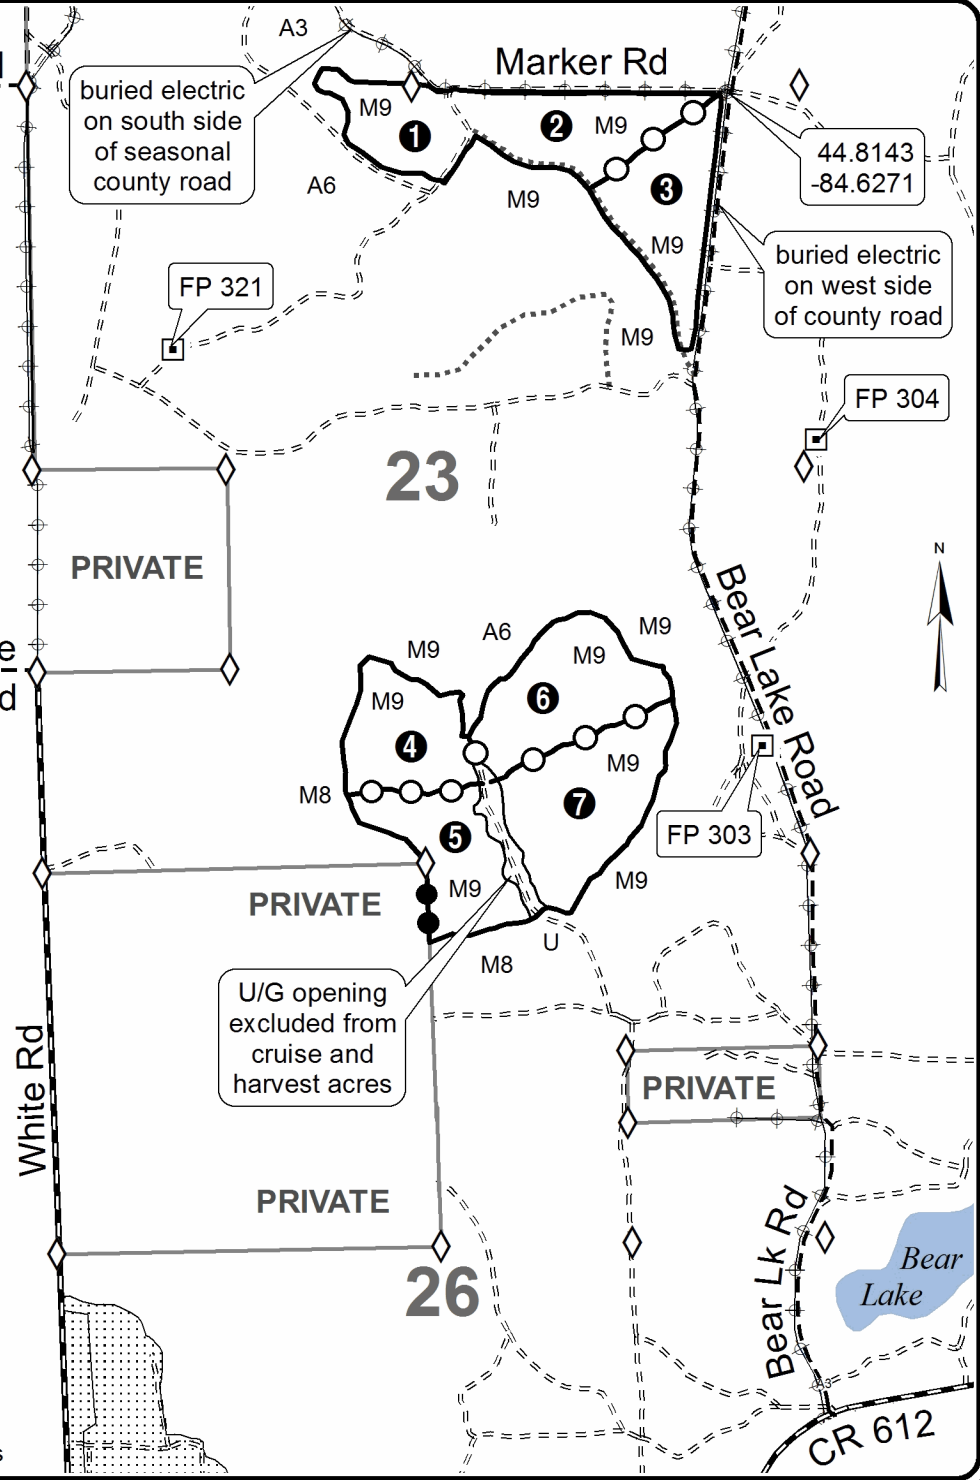 A3
Marker Rd
buried electric
on south side
of seasonal
county road
M9
1
2
M9
44.8143
-84.6271
3
A6
M9
M9
buried electric
on west side
of county road
FP 321
M9
FP 304
23
PRIVATE
N
Bear Lake Road
A6
M9
M9
M9
M9
6
4
M9
M8
7
5
FP 303
M9
M9
PRIVATE
U
M8
U/G opening
excluded from
cruise and
harvest acres
White Rd
PRIVATE
PRIVATE
Bear Lk Rd
Bear
Lake
26
3
CR 612
d
s